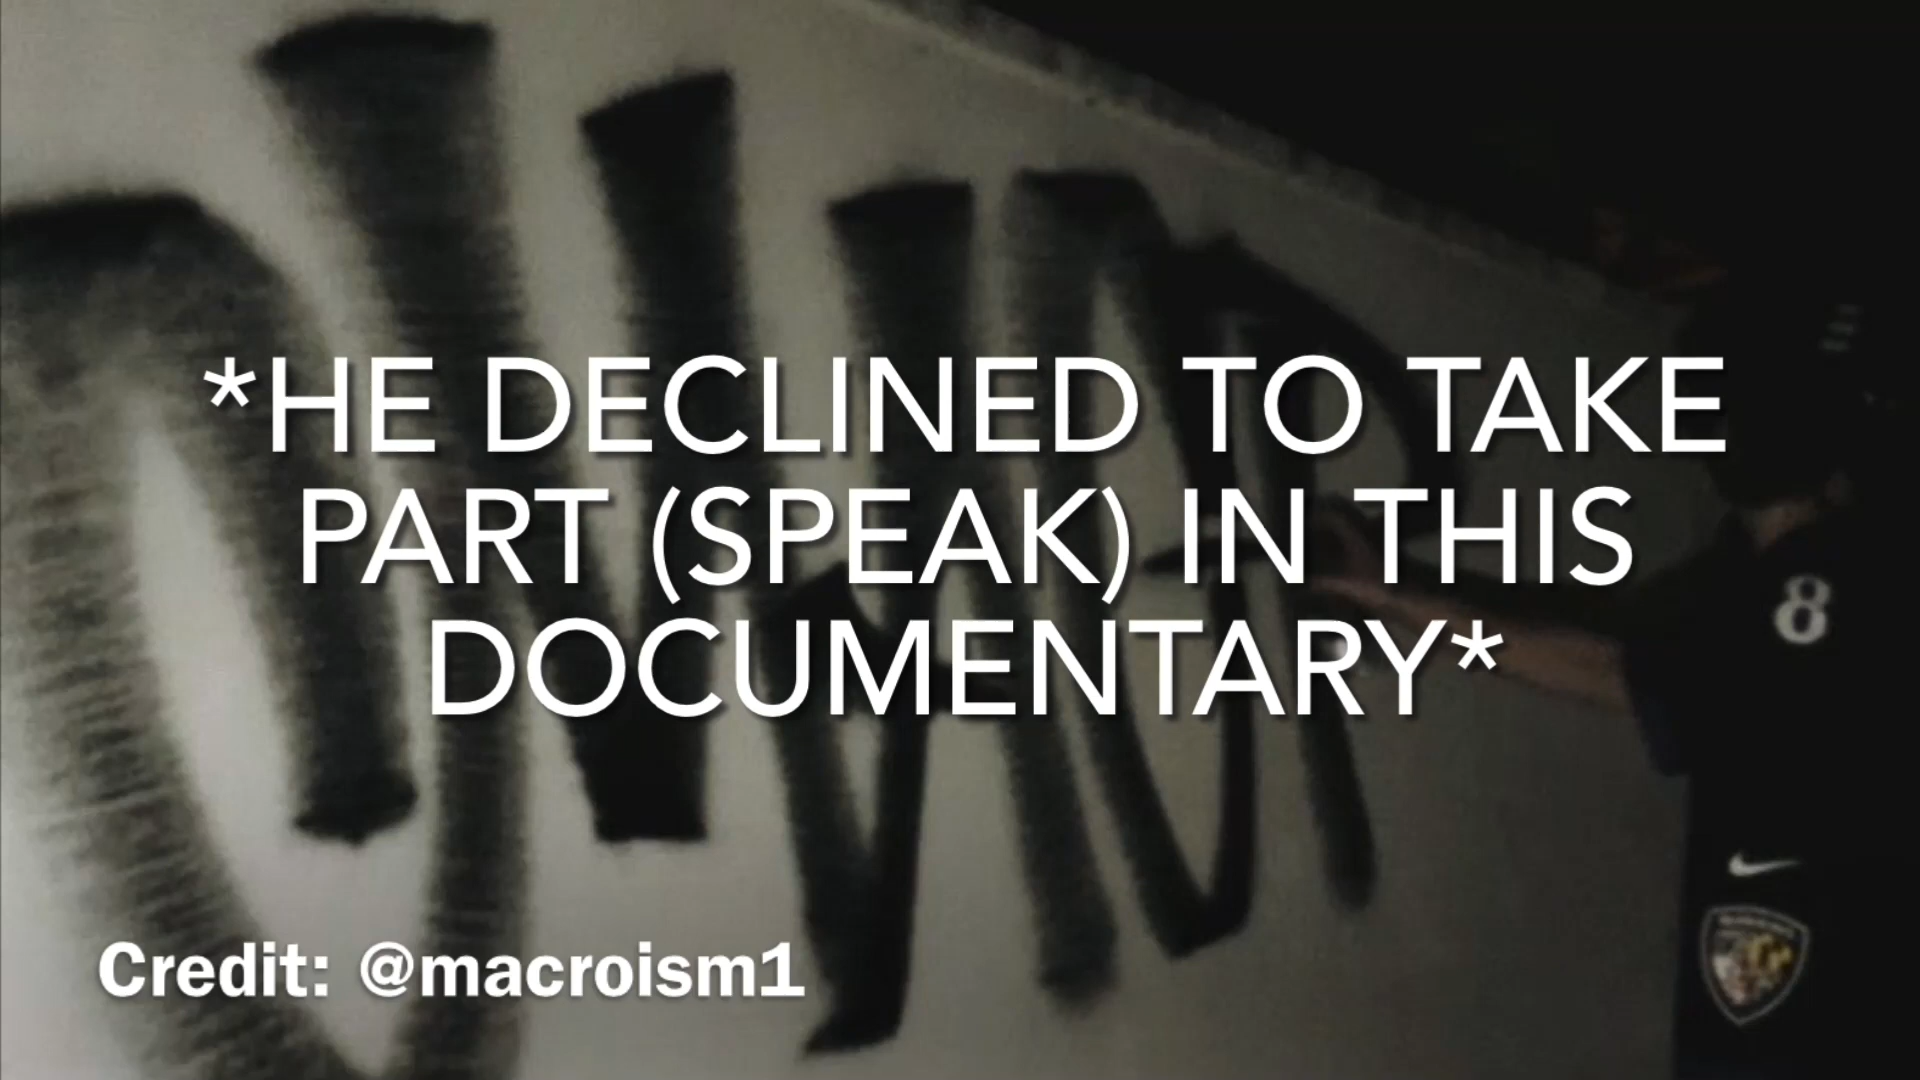 *HE DECLINED TO TAKE
PART (SPEAK) IN THIS
DOCUMENTARY*
8
Credit: @macroism1